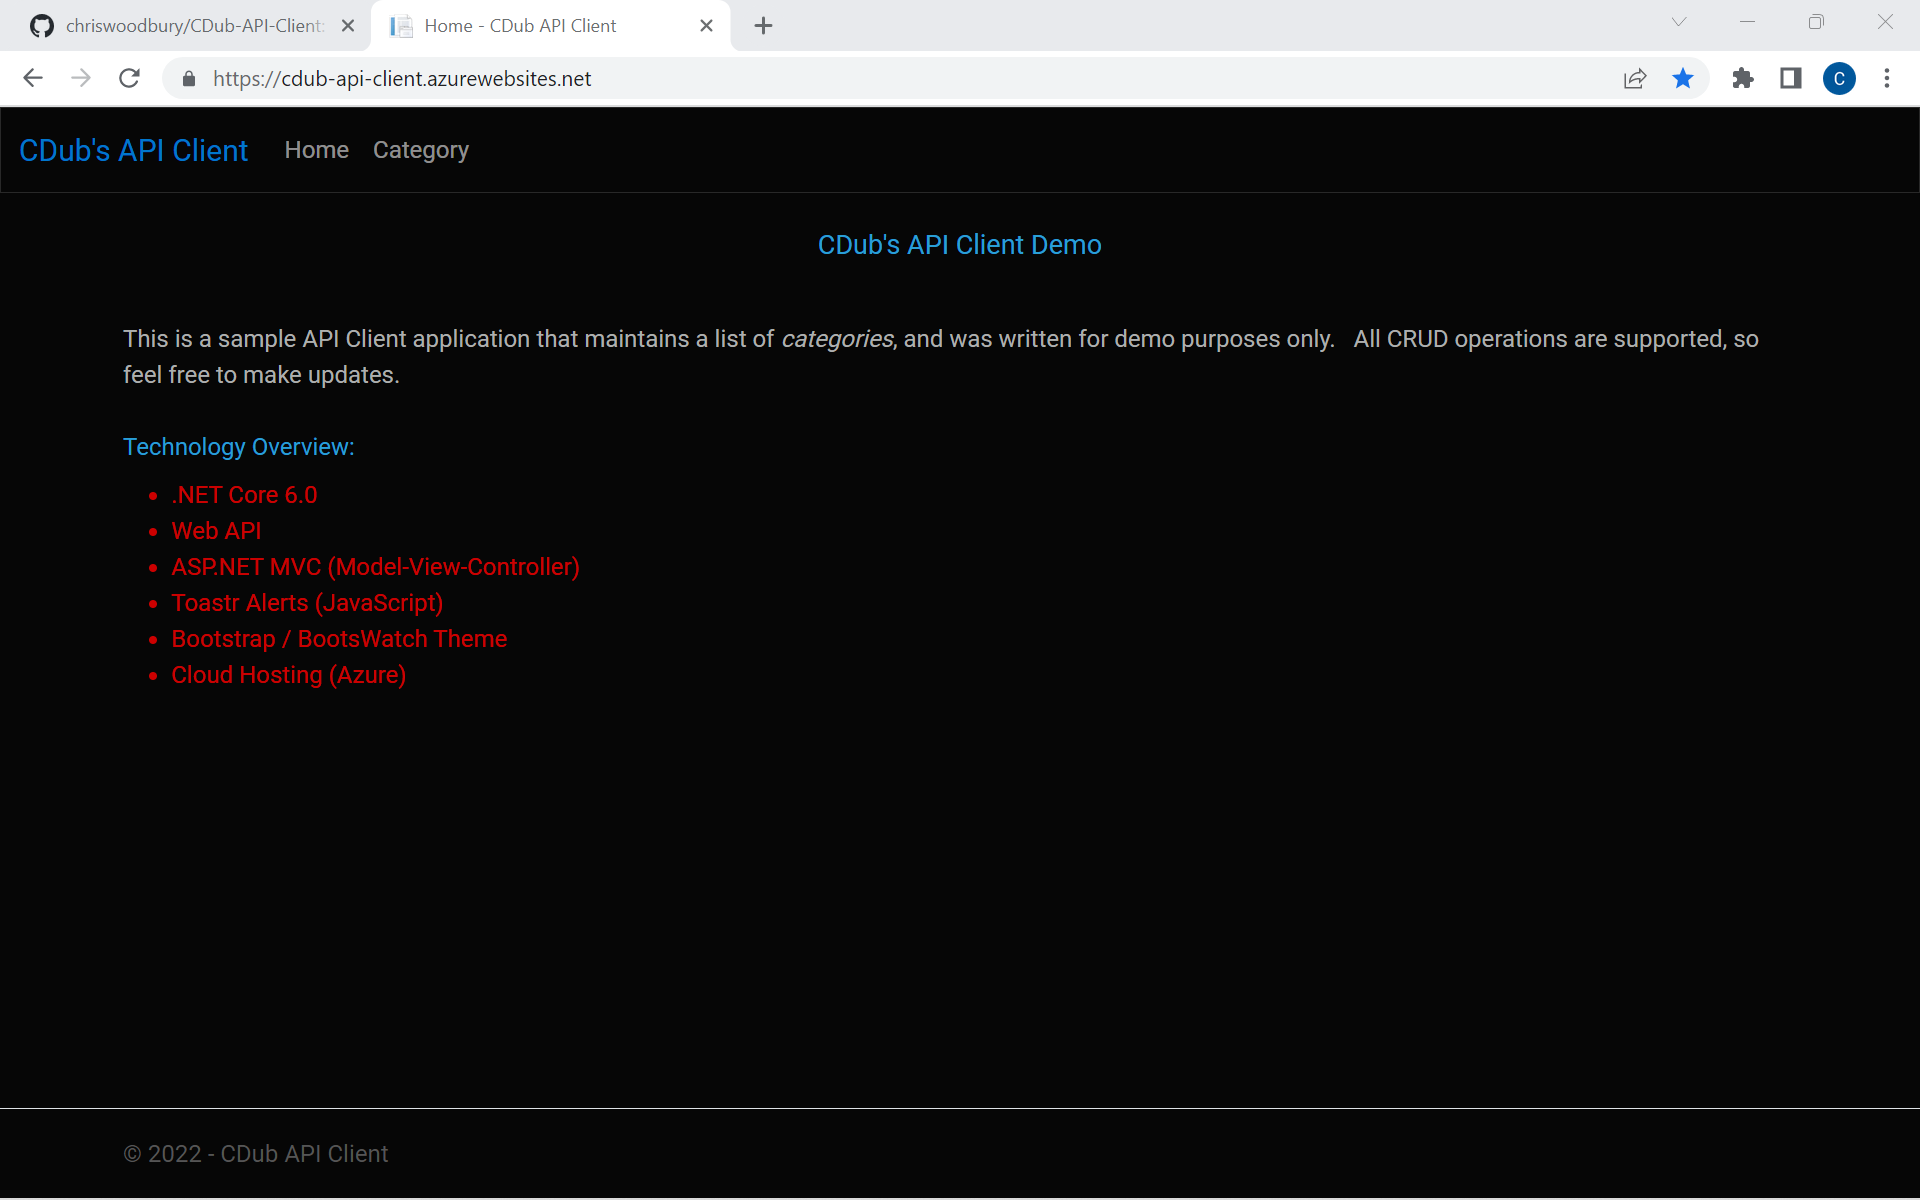 chriswoodbury/CDub-API-Client:
Home - CDub API Client
https://cdub-api-client.azurewebsites.net
C
CDub's API Client
Home
Category
CDub's API Client Demo
This is a sample API Client application that maintains a list of categories, and was written for demo purposes only.   All CRUD operations are supported, so
feel free to make updates.
Technology Overview:
.NET Core 6.0
Web API
ASP.NET MVC (Model-View-Controller)
Toastr Alerts (JavaScript)
Bootstrap / BootsWatch Theme
Cloud Hosting (Azure)
© 2022 - CDub API Client